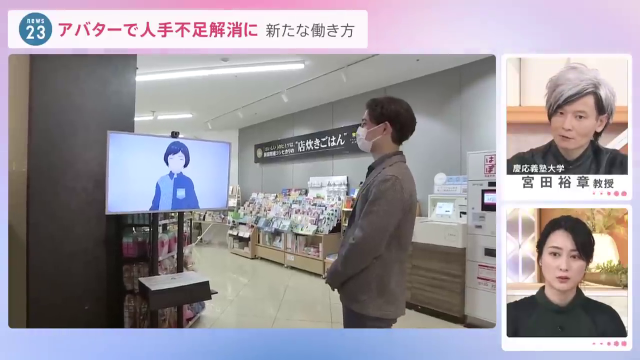 news
23
アバターで人手不足解消に 新たな働き方
"店炊きごはん"
慶応義塾大学
宮田裕章 教授